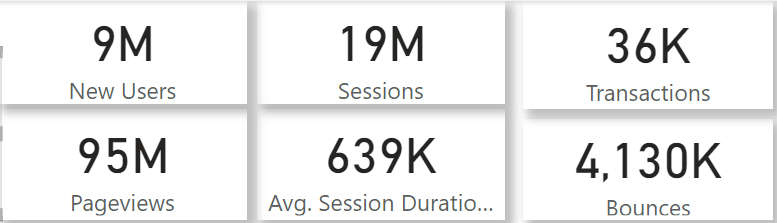 9M
New Users
19M
Sessions
36K
Transactions
95M
Pageviews
639K
Avg. Session Duratio...
4,130K
Bounces